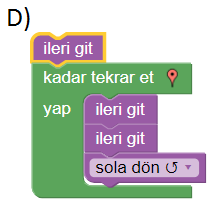 D)
ileri git
kadar tekrar et
yap ileri git
ileri git
sola dön ↺